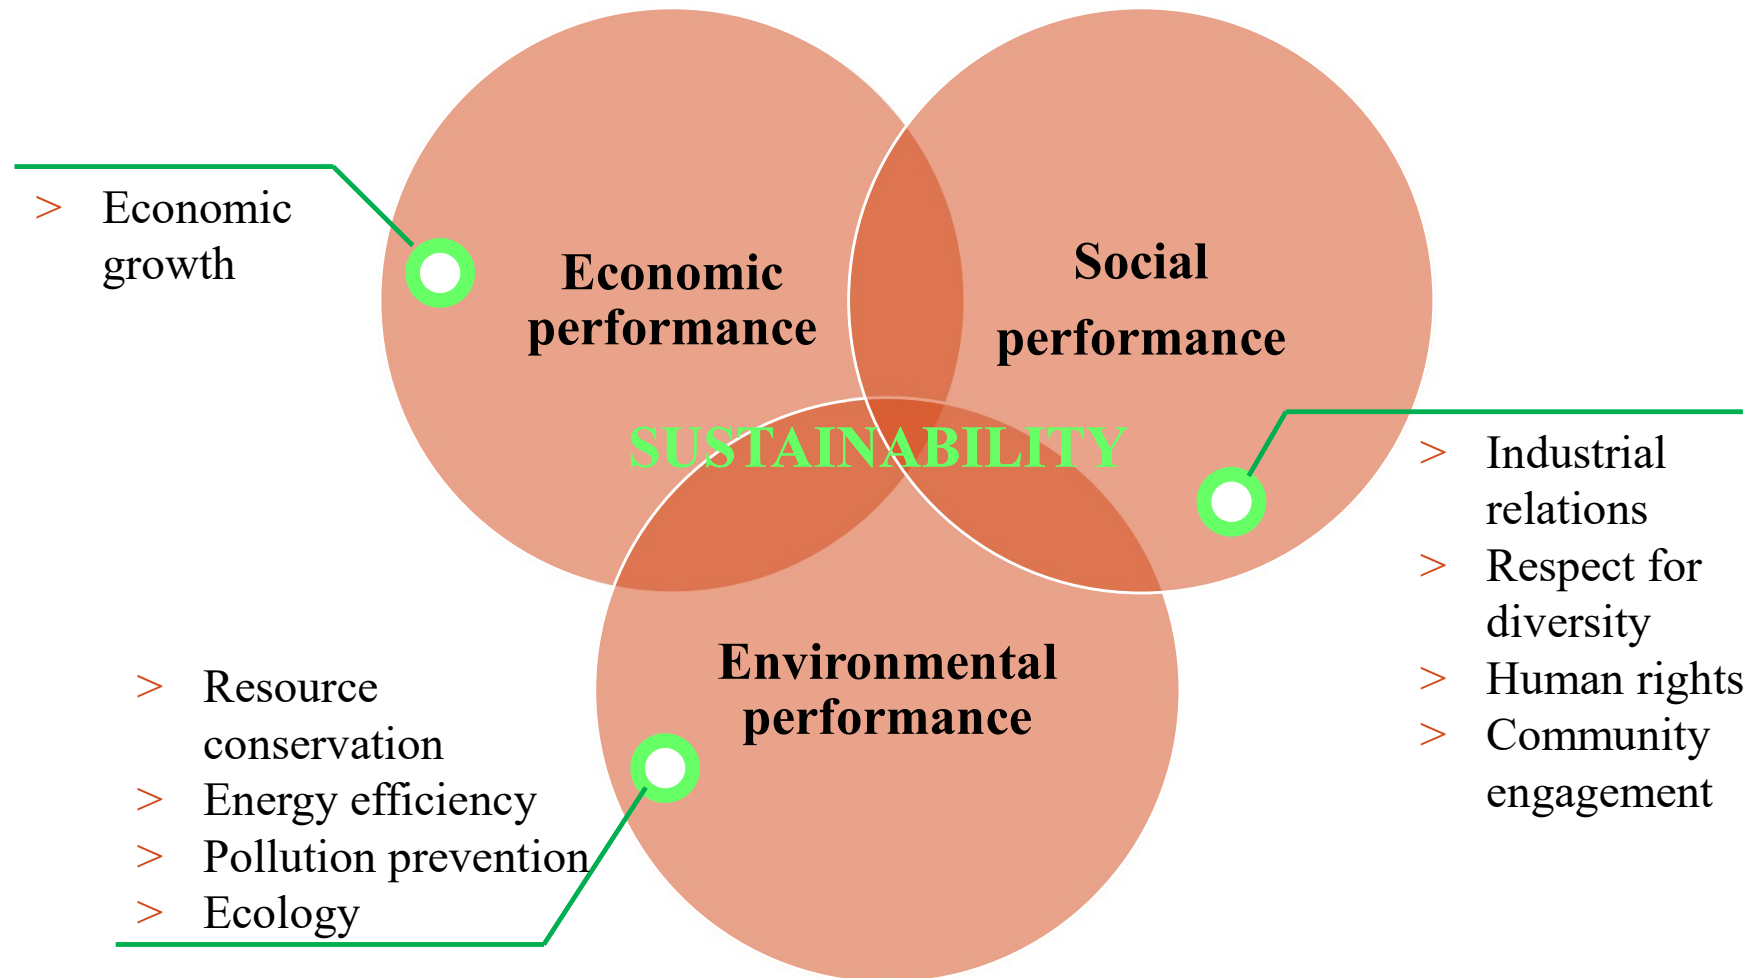 > Economic
growth
Economic
performance
Social
performance
SUSTAINABILITY
> Industrial
relations
> Respect for
diversity
> Human rights
> Community
engagement
Environmental
performance
> Resource
conservation
> Energy efficiency
> Pollution prevention
> Ecology